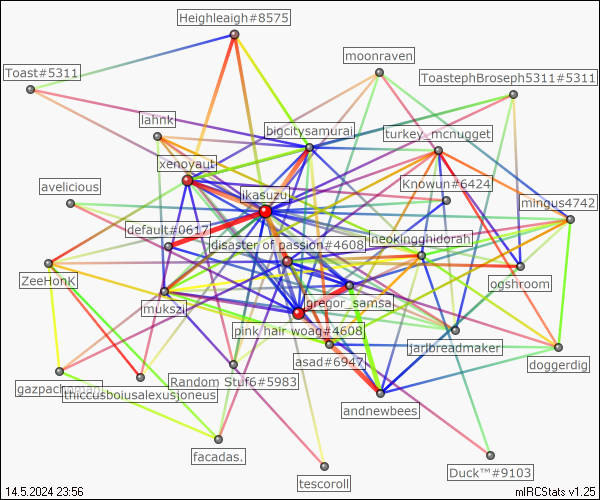 Heighleaigh#8575
moonraven
Toast#5311
ToastephBroseph5311#5311
lahnk
bigcitysamurai
turkey_mcnugget
xenoyaut
Knowun#6424
avelicious
ikasuzu
mingus4742
default#0617
disaster of passion#4608
neokingghidorah
ZeeHonk
ogshroom
mukszi
gregor_samsa
pink hair woag#4608
asad#6947
jarlbreadmaker
doggerdig
Random Stuf6#5983
thiccusboiusalexusjoneus
andnewbees
facadas.
tescoroll
Duck™#9103
14.5.2024 23:56
mIRCStats v1.25